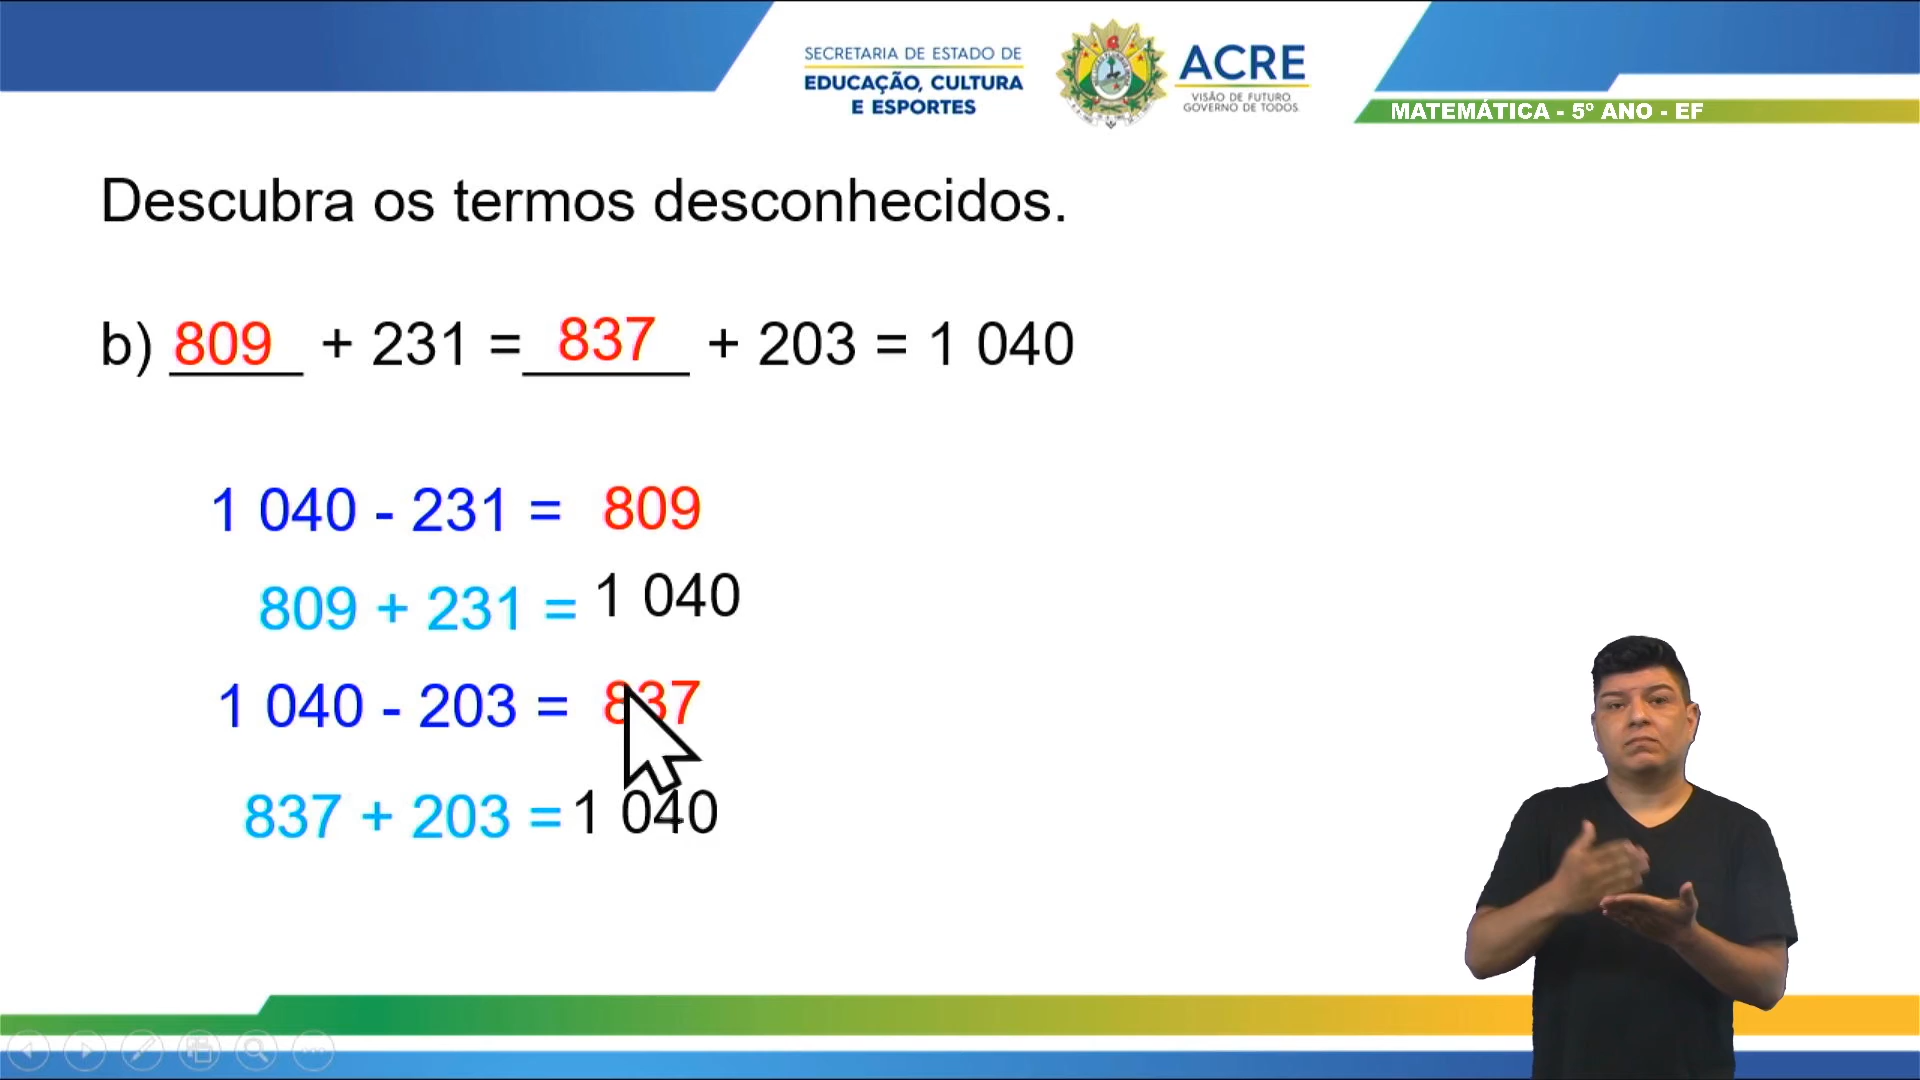 SECRETARIA DE ESTADO DE
EDUCAÇÃO, CULTURA
E ESPORTES
ACRE
VISÃO DE FUTURO.
GOVERNO DE TODOS.
MATEMÁTICA - 5º ANO - EF
Descubra os termos desconhecidos.
b) 809 + 231 = 837 + 203 = 1 040
1 040 - 231 = 809
809 + 231 = 1 040
1 040 - 203 = 837
837 + 203 = 1 040